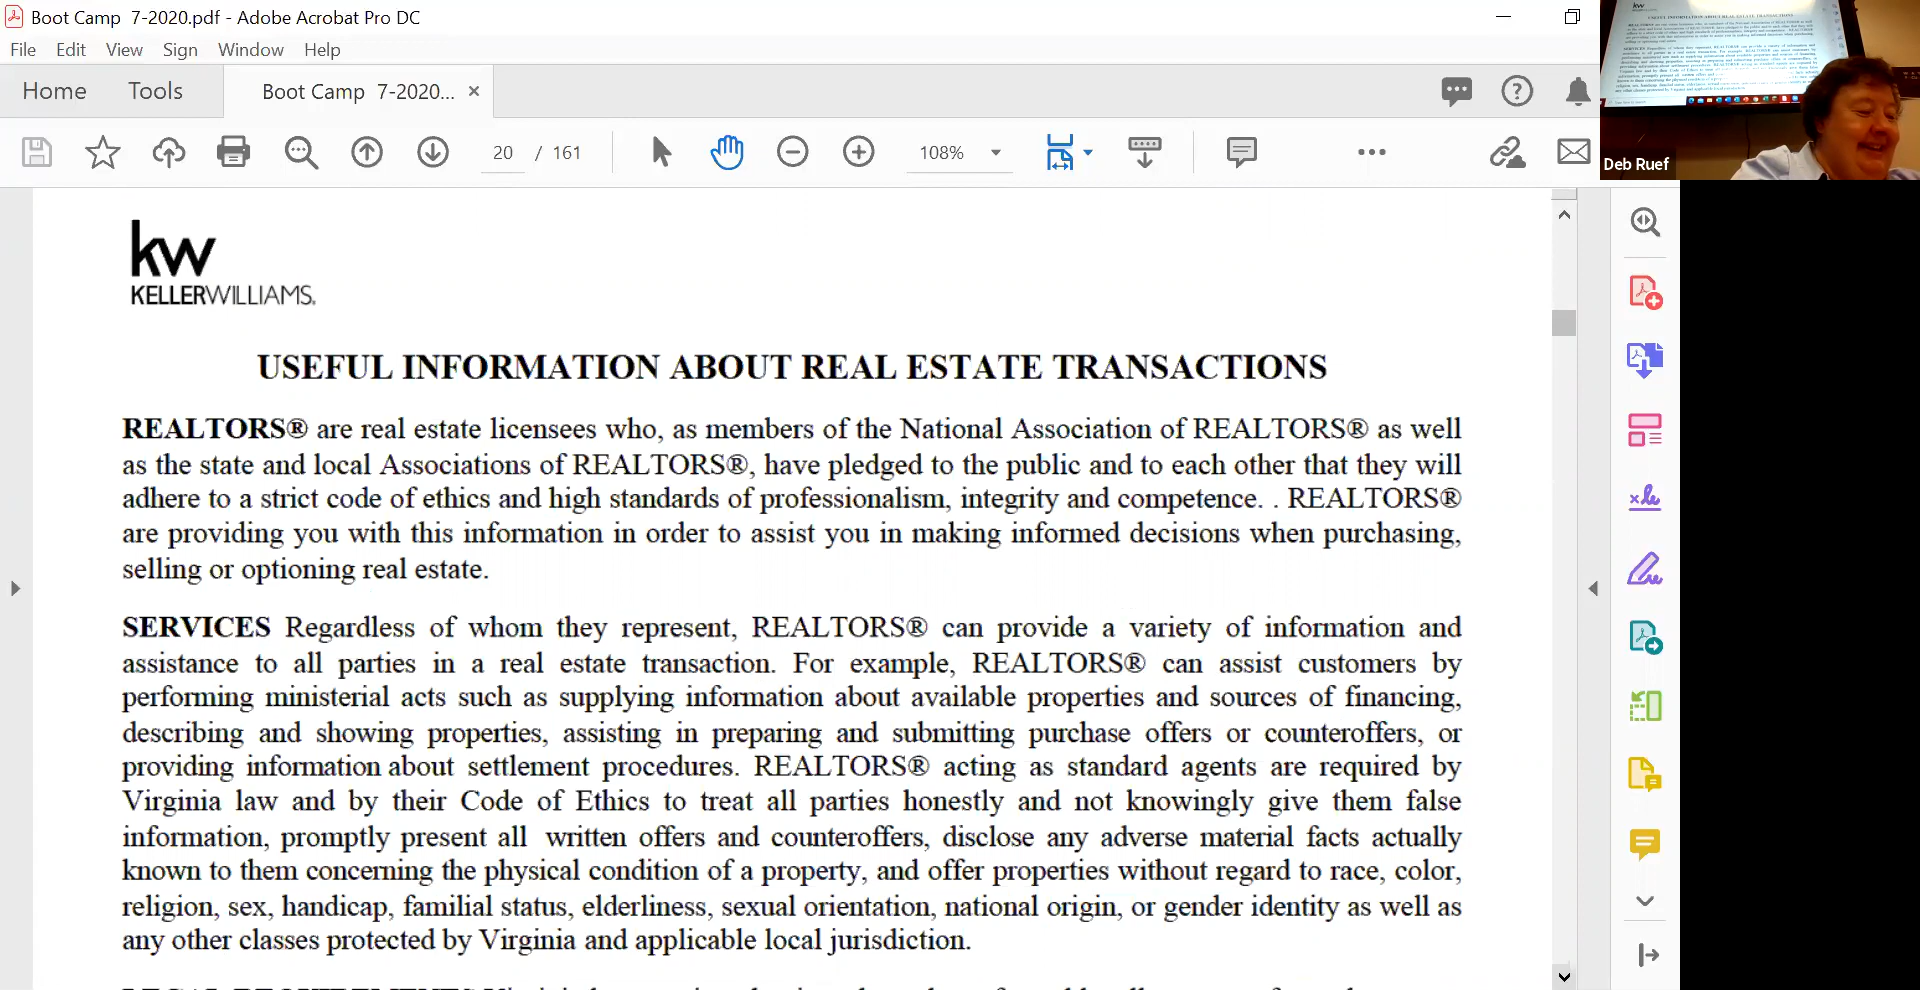 Boot Camp 7-2020.pdf - Adobe Acrobat Pro DC
File Edit View Sign Window Help
Home Tools Boot Camp 7-2020... ×
20 / 161 108%
Deb Ruef
kw
KELLERWILLIAMS.
USEFUL INFORMATION ABOUT REAL ESTATE TRANSACTIONS
REALTORS® are real estate licensees who, as members of the National Association of REALTORS® as well
as the state and local Associations of REALTORS®, have pledged to the public and to each other that they will
adhere to a strict code of ethics and high standards of professionalism, integrity and competence. . REALTORS®
are providing you with this information in order to assist you in making informed decisions when purchasing,
selling or optioning real estate.
SERVICES Regardless of whom they represent, REALTORS® can provide a variety of information and
assistance to all parties in a real estate transaction. For example, REALTORS® can assist customers by
performing ministerial acts such as supplying information about available properties and sources of financing,
describing and showing properties, assisting in preparing and submitting purchase offers or counteroffers, or
providing information about settlement procedures. REALTORS® acting as standard agents are required by
Virginia law and by their Code of Ethics to treat all parties honestly and not knowingly give them false
information, promptly present all written offers and counteroffers, disclose any adverse material facts actually
known to them concerning the physical condition of a property, and offer properties without regard to race, color,
religion, sex, handicap, familial status, elderliness, sexual orientation, national origin, or gender identity as well as
any other classes protected by Virginia and applicable local jurisdiction.